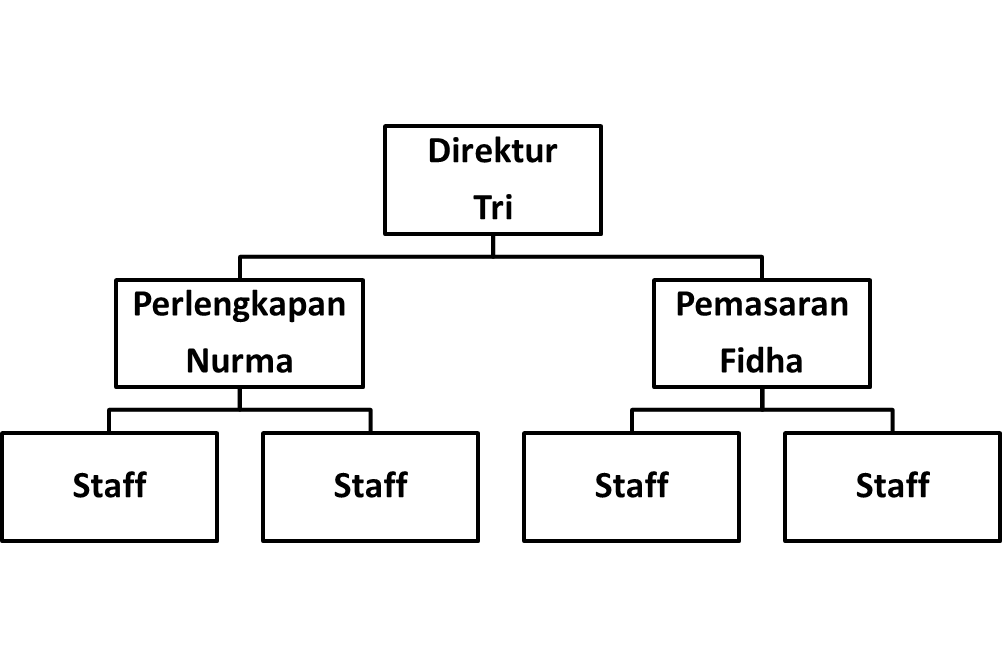 Direktur
Tri
Perlengkapan
Nurma
Pemasaran
Fidha
Staff
Staff
Staff
Staff